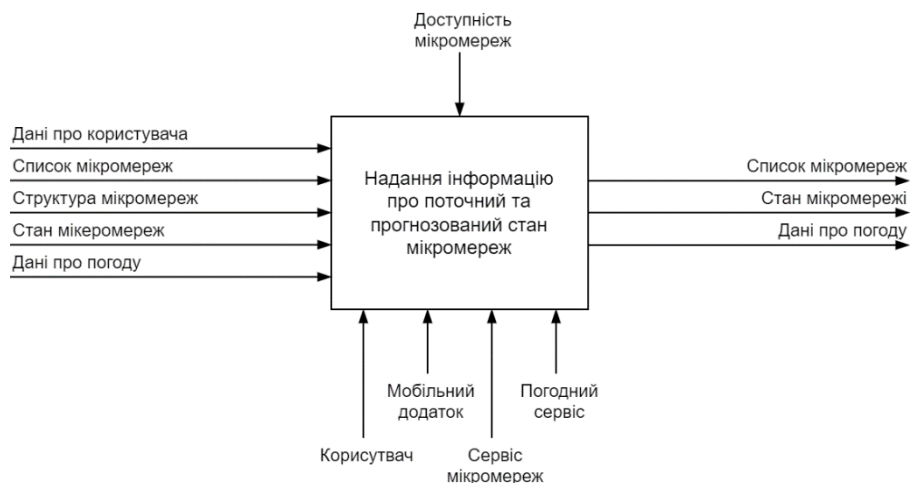 Доступність
мікромереж
Дані про користувача
Список мікромереж
Структура мікромереж
Стан мікеромереж
Дані про погоду
Надання інформацію
про поточний та
прогнозований стан
мікромереж
Список мікромереж
Стан мікромережі
Дані про погоду
Мобільний
додаток
Погодний
сервіс
Корисутвач
Сервіс
мікромереж